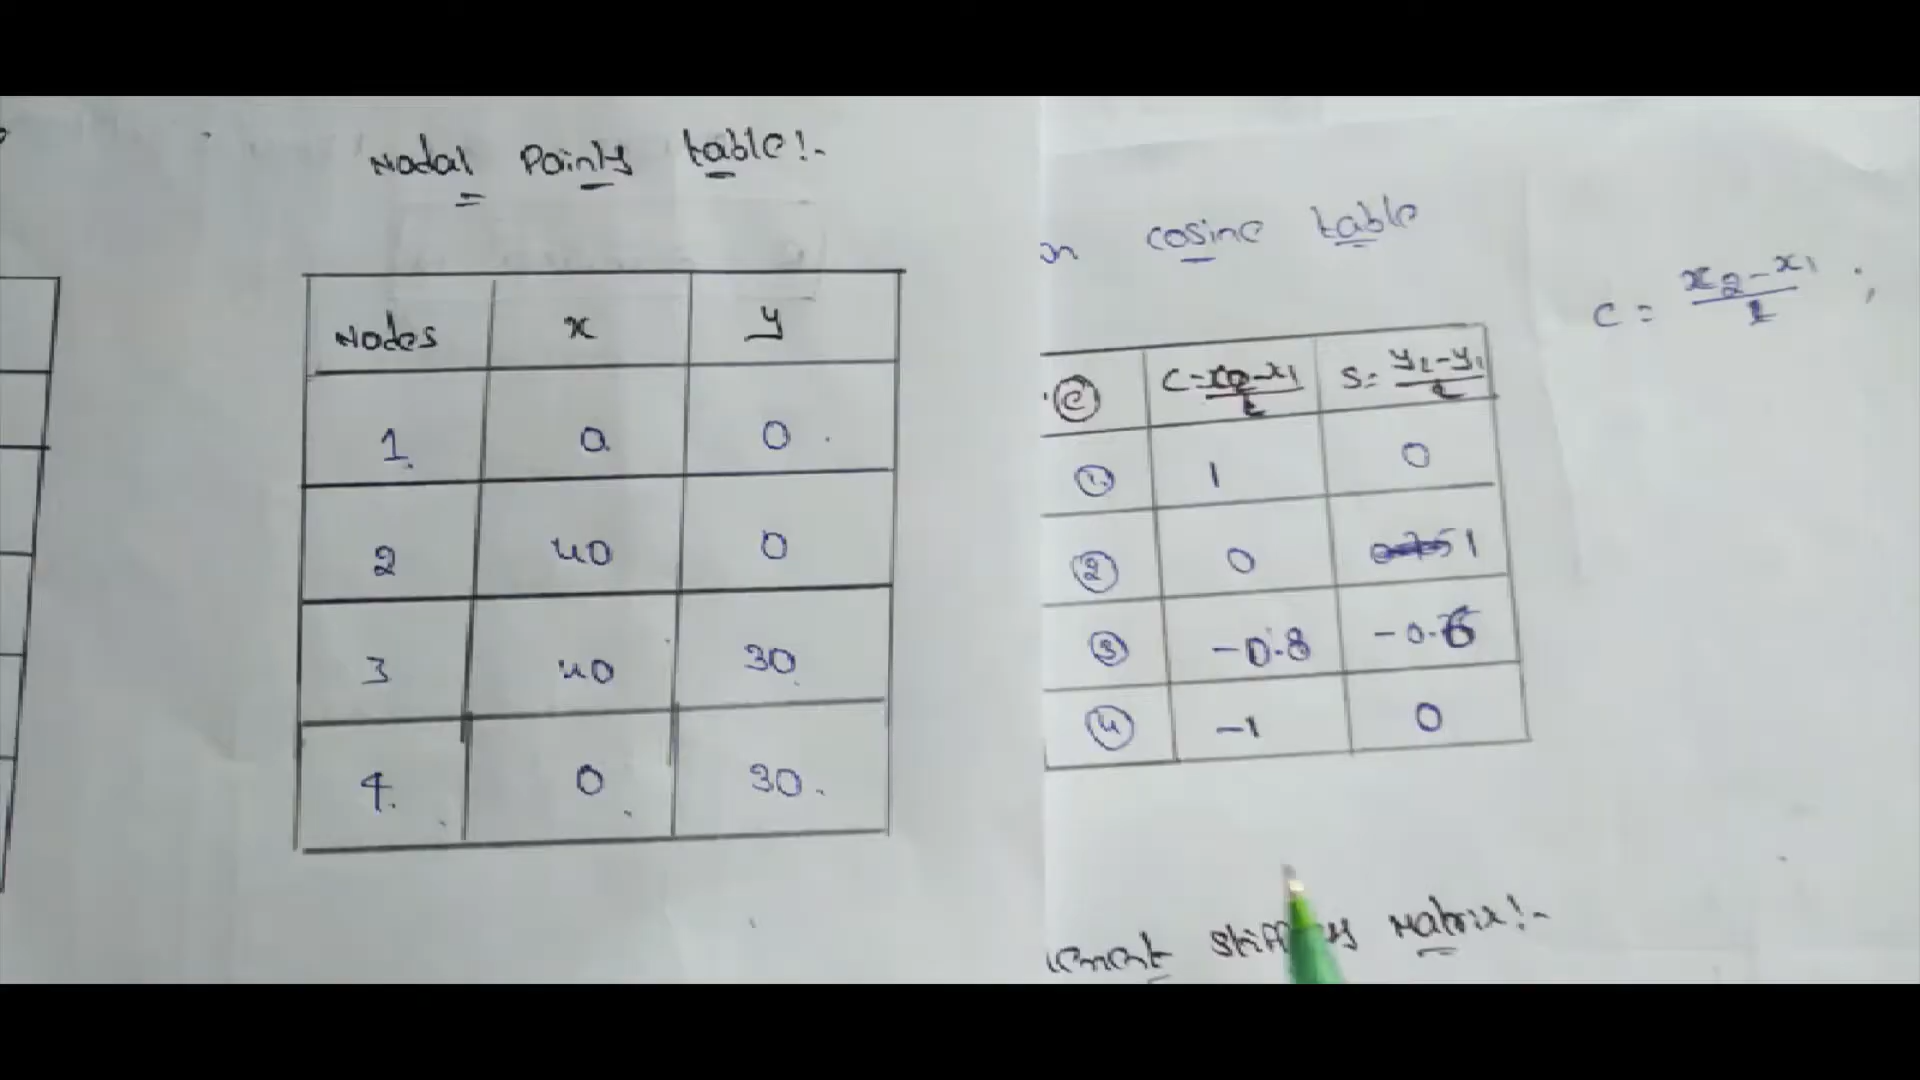 Nodal Points table:-
Nodes x y
1 0 0
2 40 0
3 40 30
4 0 30
cosine table
C = x2-x1 / l ;
e C = x2-x1 / l S = y2-y1 / l
1 1 0
2 0 1
3 -0.8 -0.6
4 -1 0
ement stiffness Matrix:-